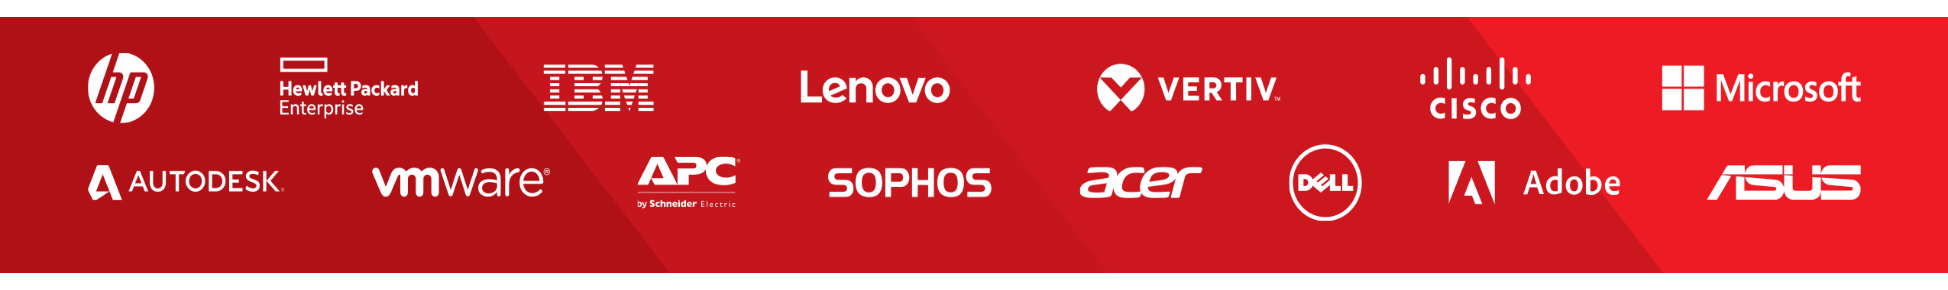 hp
Hewlett Packard
Enterprise
IBM
Lenovo
VERTIV™
CISCO
Microsoft
AUTODESK®
vmware®
APC®
by Schneider Electric
SOPHOS
acer
DELL
Adobe
ASUS